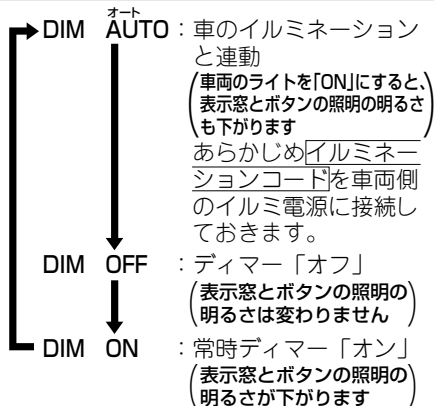 オート
DIM AUTO：車のイルミネーション
と連動
(車両のライトを「ON」にすると、
表示窓とボタンの照明の明るさ
も下がります)
あらかじめイルミネー
ションコードを車両側
のイルミ電源に接続し
ておきます。
DIM OFF ：ディマー「オフ」
(表示窓とボタンの照明の
明るさは変わりません)
DIM ON ：常時ディマー「オン」
(表示窓とボタンの照明の
明るさが下がります)